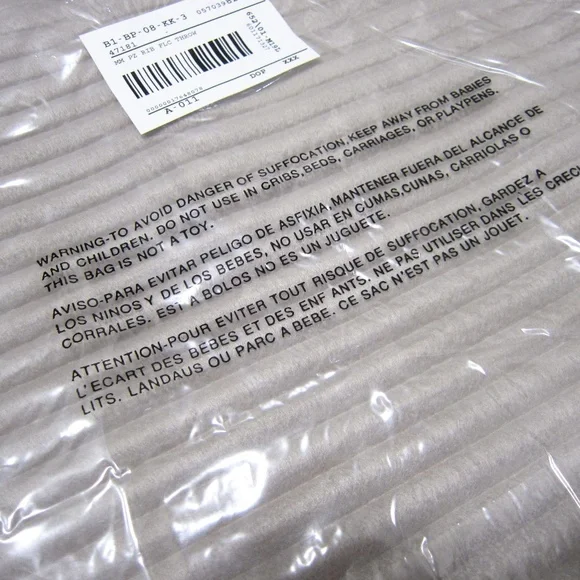 B1-BP-08-KK-3
47181
MM PZ RIB FLC THROW
A-011
DOP
XXX
WARNING-TO AVOID DANGER OF SUFFOCATION,KEEP AWAY FROM BABIES
AND CHILDREN. DO NOT USE IN CRIBS,BEDS, CARRIAGES, OR PLAYPENS.
THIS BAG IS NOT A TOY.
AVISO-PARA EVITAR PELIGO DE ASFIXIA,MANTENER FUERA DEL ALCANCE DE
LOS NINOS Y DE LOS BEBES, NO USAR EN CUMAS,CUNAS, CARRIOLAS O
CORRALES. EST A BOLOS NO ES UN JUGUETE.
ATTENTION-POUR EVITER TOUT RISQUE DE SUFFOCATION, GARDEZ A
L'ECART DES BEBES ET DES ENF ANTS. NE PAS UTILISER DANS LES CRECH
LITS. LANDAUS OU PARC A BEBE. CE SAC N'EST PAS UN JOUET.